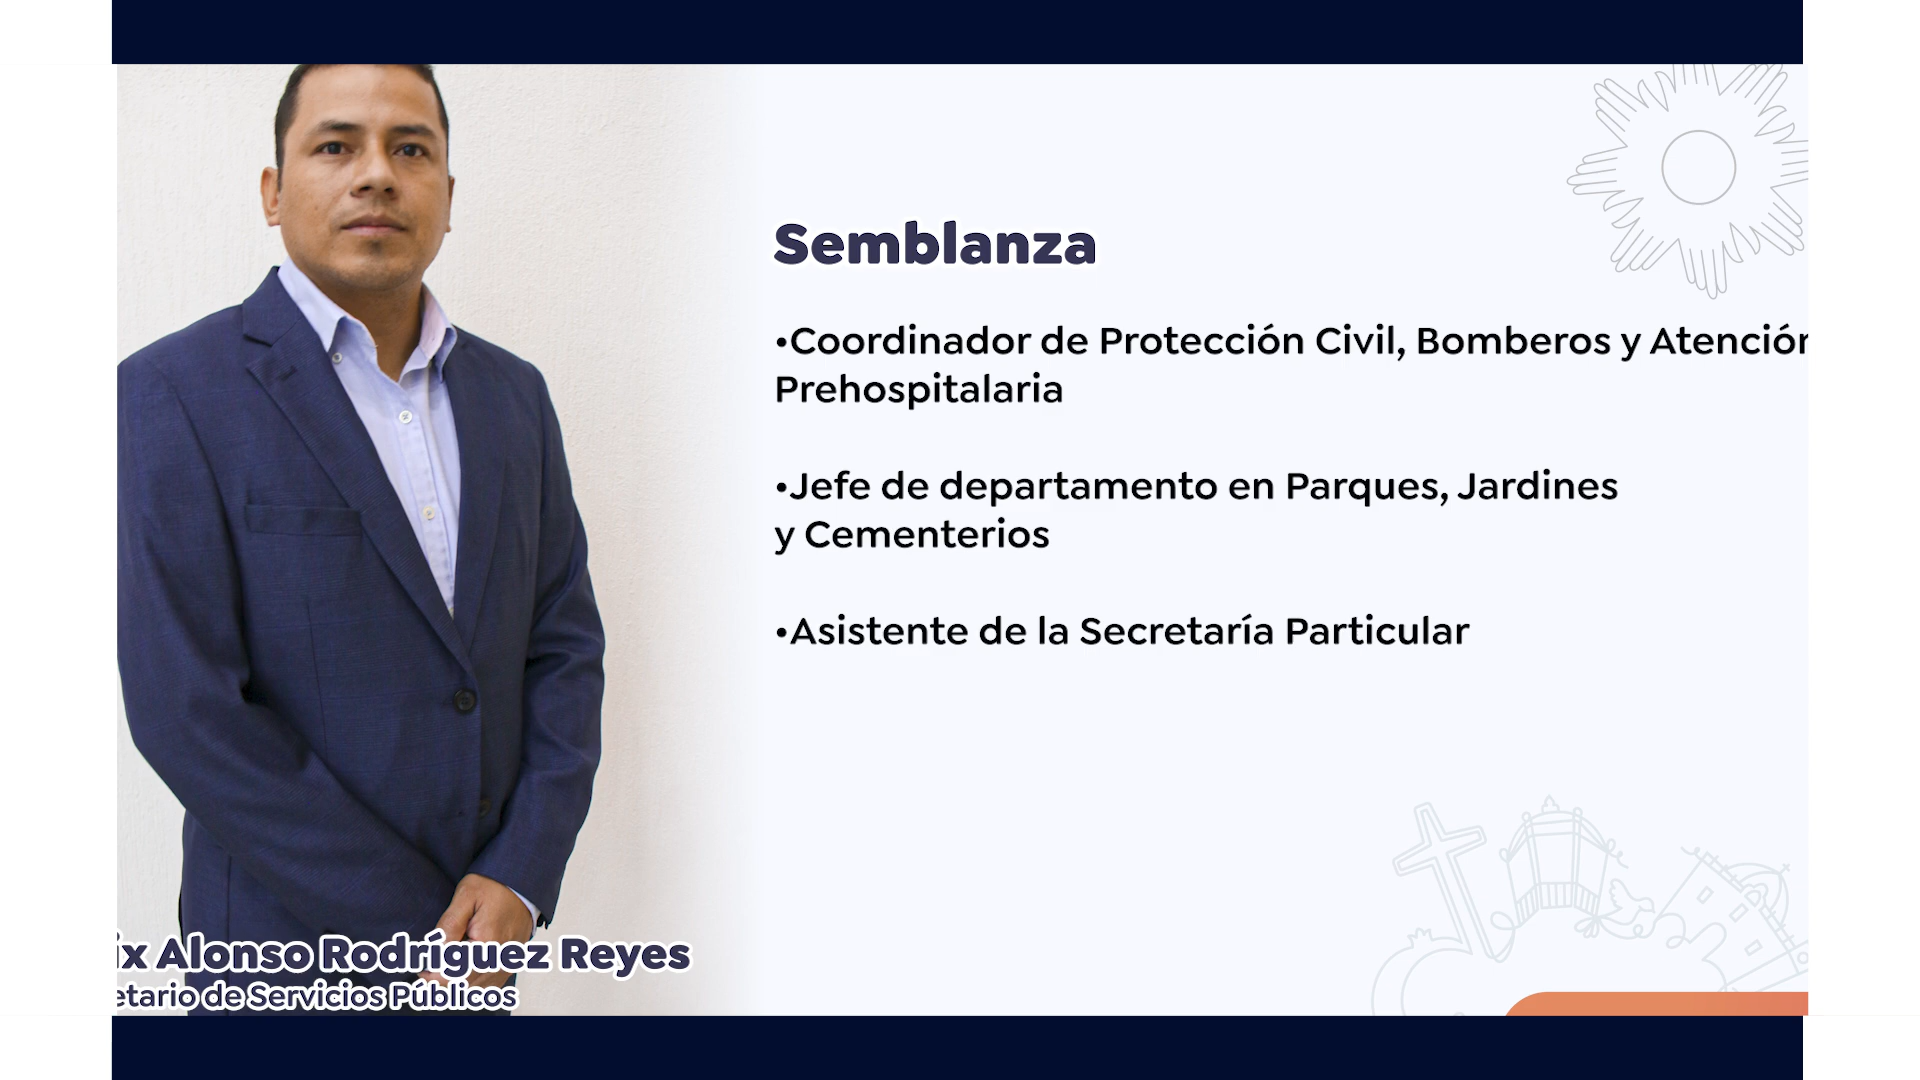 Semblanza
•Coordinador de Protección Civil, Bomberos y Atención
Prehospitalaria
•Jefe de departamento en Parques, Jardines
y Cementerios
•Asistente de la Secretaría Particular
ix Alonso Rodríguez Reyes
etario de Servicios Públicos